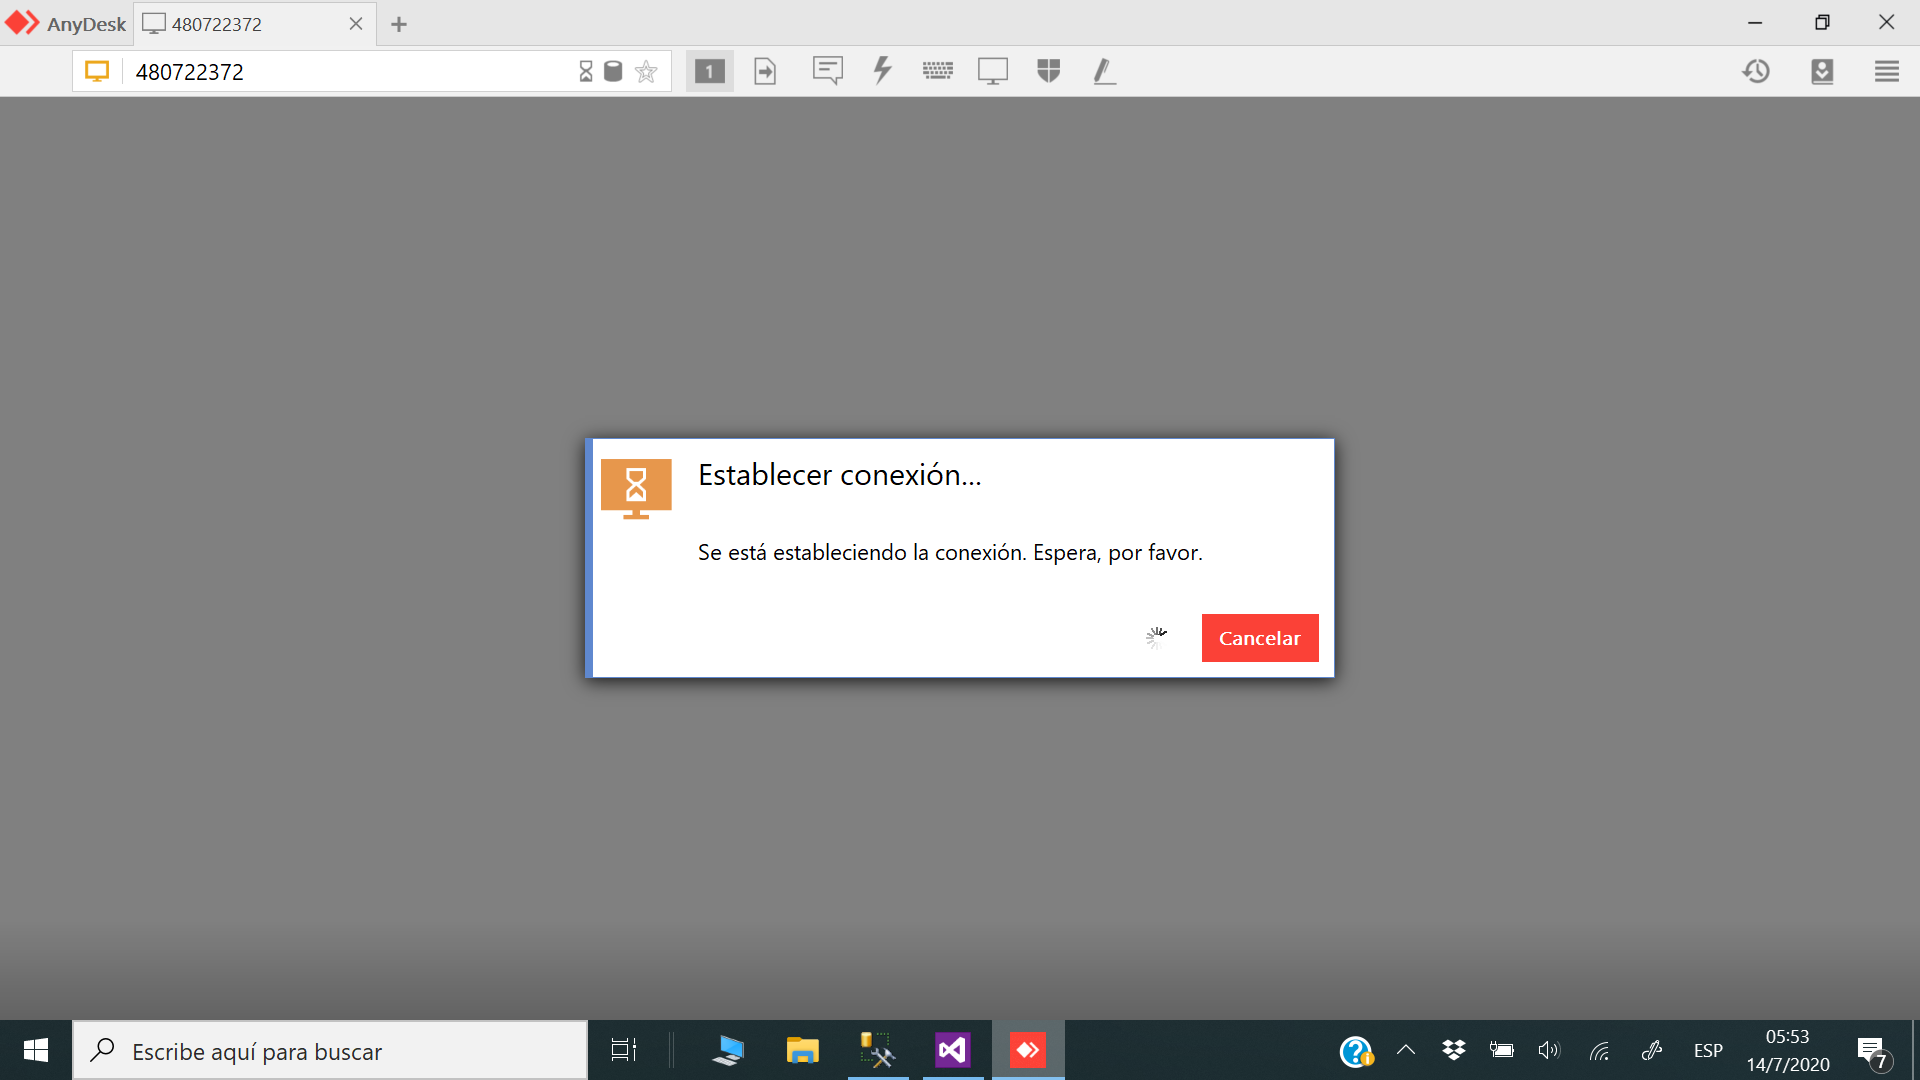 AnyDesk
480722372
480722372
1
Establecer conexión...
Se está estableciendo la conexión. Espera, por favor.
Cancelar
Escribe aquí para buscar
ESP
05:53
14/7/2020
7